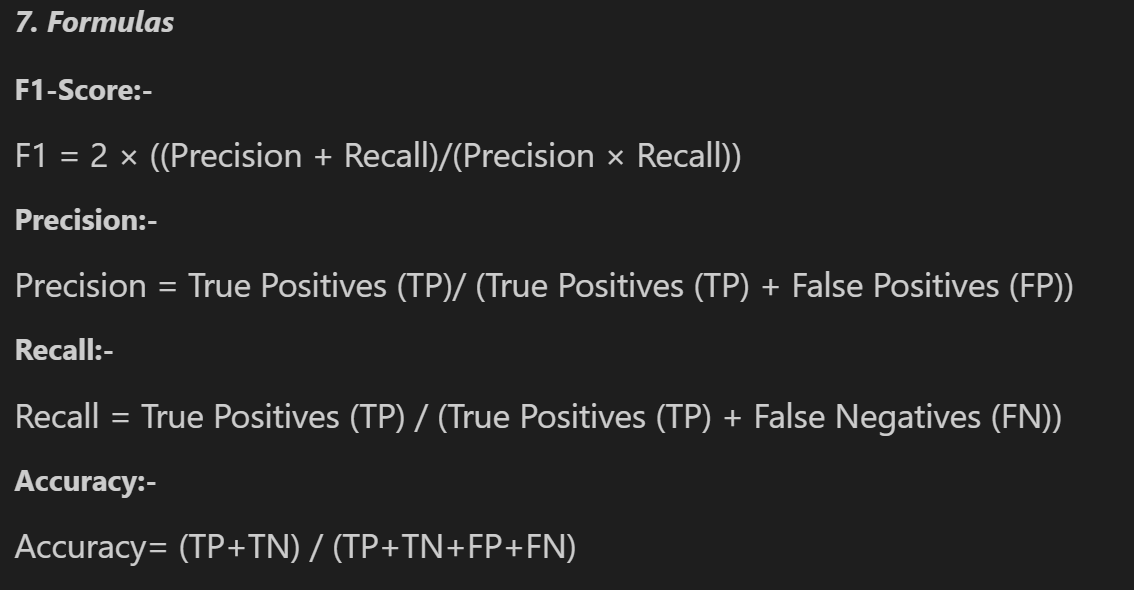 7. Formulas
F1-Score:-
F1 = 2 × ((Precision + Recall)/(Precision × Recall))
Precision:-
Precision = True Positives (TP)/ (True Positives (TP) + False Positives (FP))
Recall:-
Recall = True Positives (TP) / (True Positives (TP) + False Negatives (FN))
Accuracy:-
Accuracy= (TP+TN) / (TP+TN+FP+FN)